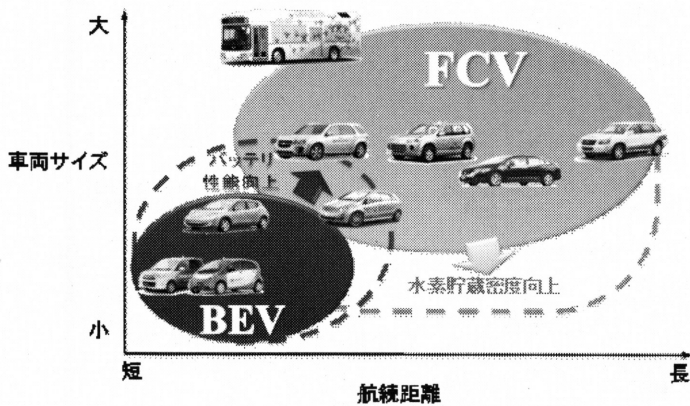 大
FCV
車両サイズ
バッテリ
性能向上
水素貯蔵密度向上
BEV
小
短
長
航続距離